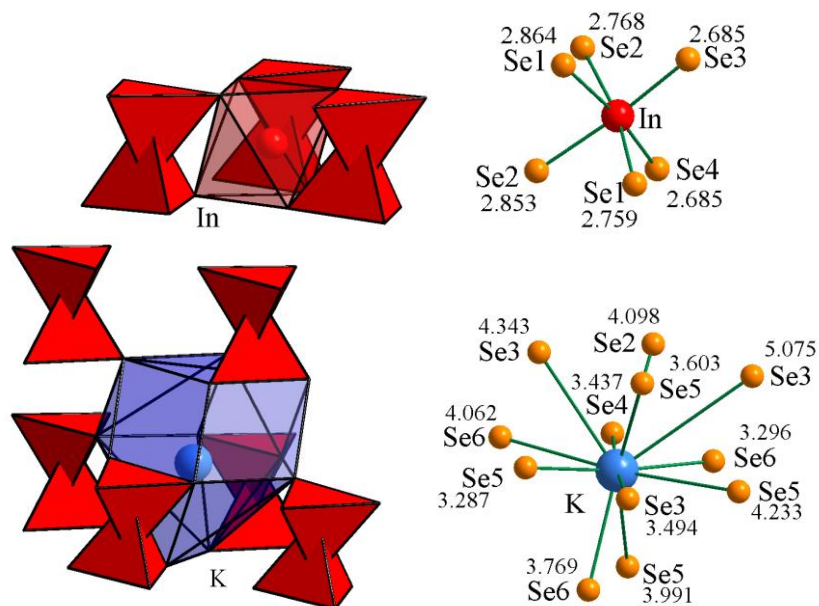 2.864
2.768
2.685
Se1
Se2
Se3
In
Se2
2.853
Se1
2.759
Se4
2.685
In
4.343
Se3
4.098
Se2
3.603
Se5
5.075
Se3
3.437
Se4
4.062
Se6
3.296
Se6
Se5
3.287
K
Se3
3.494
Se5
4.233
3.769
Se6
Se5
3.991
K